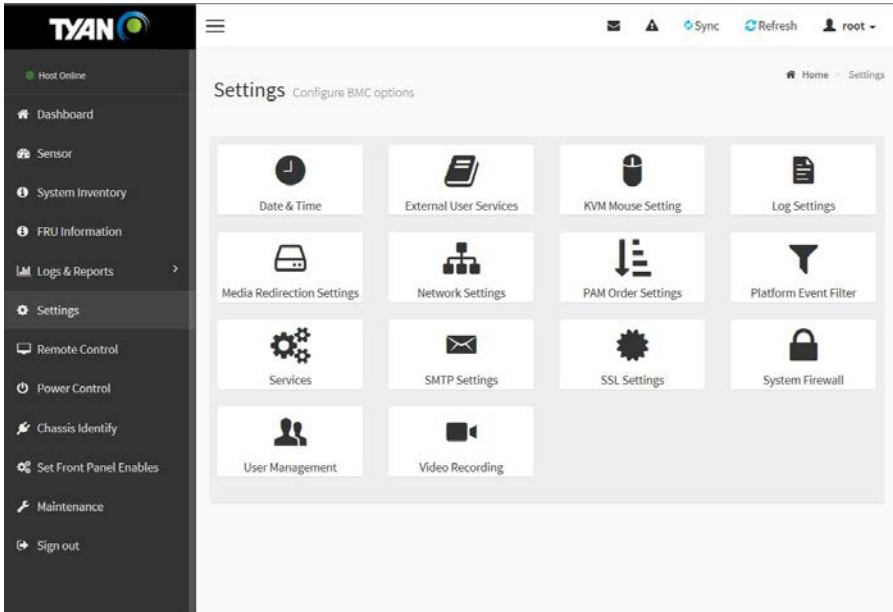 TYAN
Sync Refresh root
Host Online
Dashboard
Sensor
System Inventory
FRU Information
Logs & Reports
Settings
Remote Control
Power Control
Chassis Identify
Set Front Panel Enables
Maintenance
Sign out
Settings Configure BMC options
Home > Settings
Date & Time
External User Services
KVM Mouse Setting
Log Settings
Media Redirection Settings
Network Settings
PAM Order Settings
Platform Event Filter
Services
SMTP Settings
SSL Settings
System Firewall
User Management
Video Recording